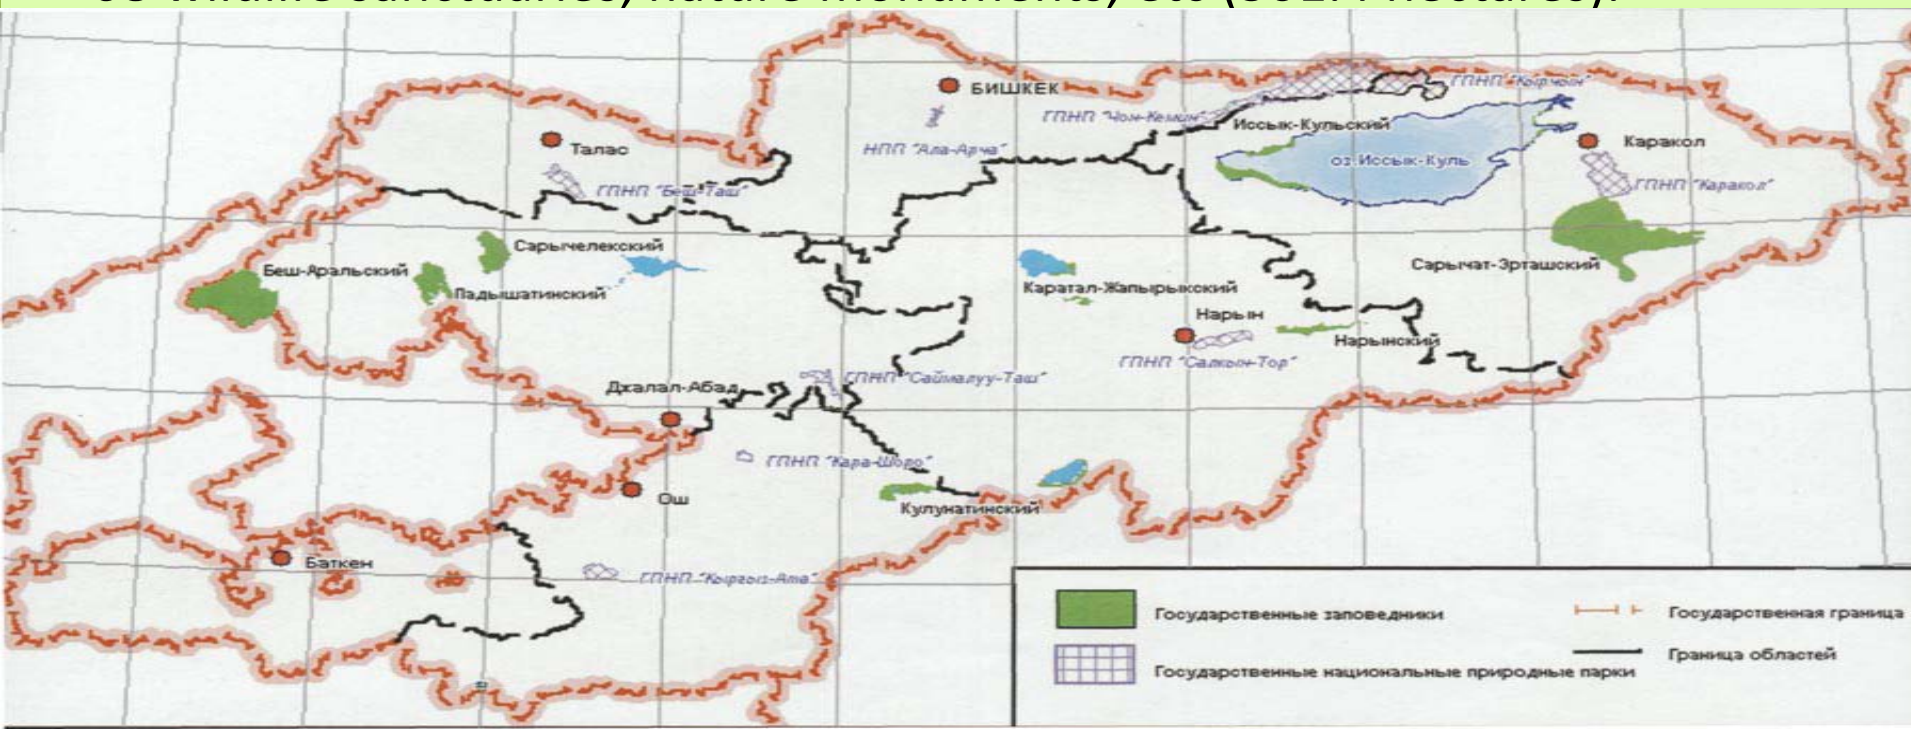 ГПНП "Кырчын"
БИШКЕК
ГПНП "Чон-Кемин"
Иссык-Кульский
Талас
НПП "Ала-Арча"
Каракол
оз.Иссык-Куль
ГПНП "Беш-Таш"
ГПНП "Каракол"
Сарычелекский
Беш-Аральский
Сарычат-Эрташский
Падышатинский
Каратал-Жапырыкский
Нарын
Нарынский
ГПНП "Салкын-Тор"
ГПНП "Саймалуу-Таш"
Джалал-Абад
ГПНП "Кара-Шоро"
Ош
Кулунатинский
Баткен
ГПНП "Кыргыз-Ата"
Государственные заповедники
Государственная граница
Граница областей
Государственные национальные природные парки